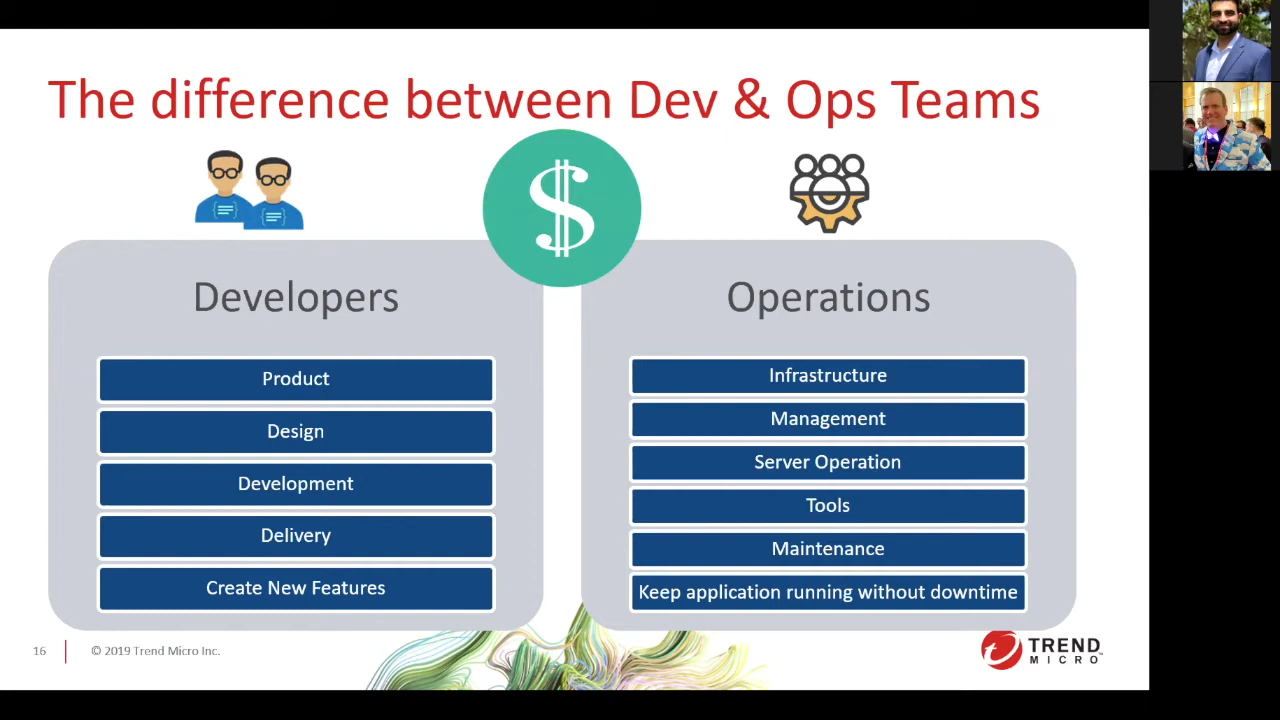 The difference between Dev & Ops Teams
$
Developers
Product
Design
Development
Delivery
Create New Features
Operations
Infrastructure
Management
Server Operation
Tools
Maintenance
Keep application running without downtime
16
© 2019 Trend Micro Inc.
TREND
MICRO™